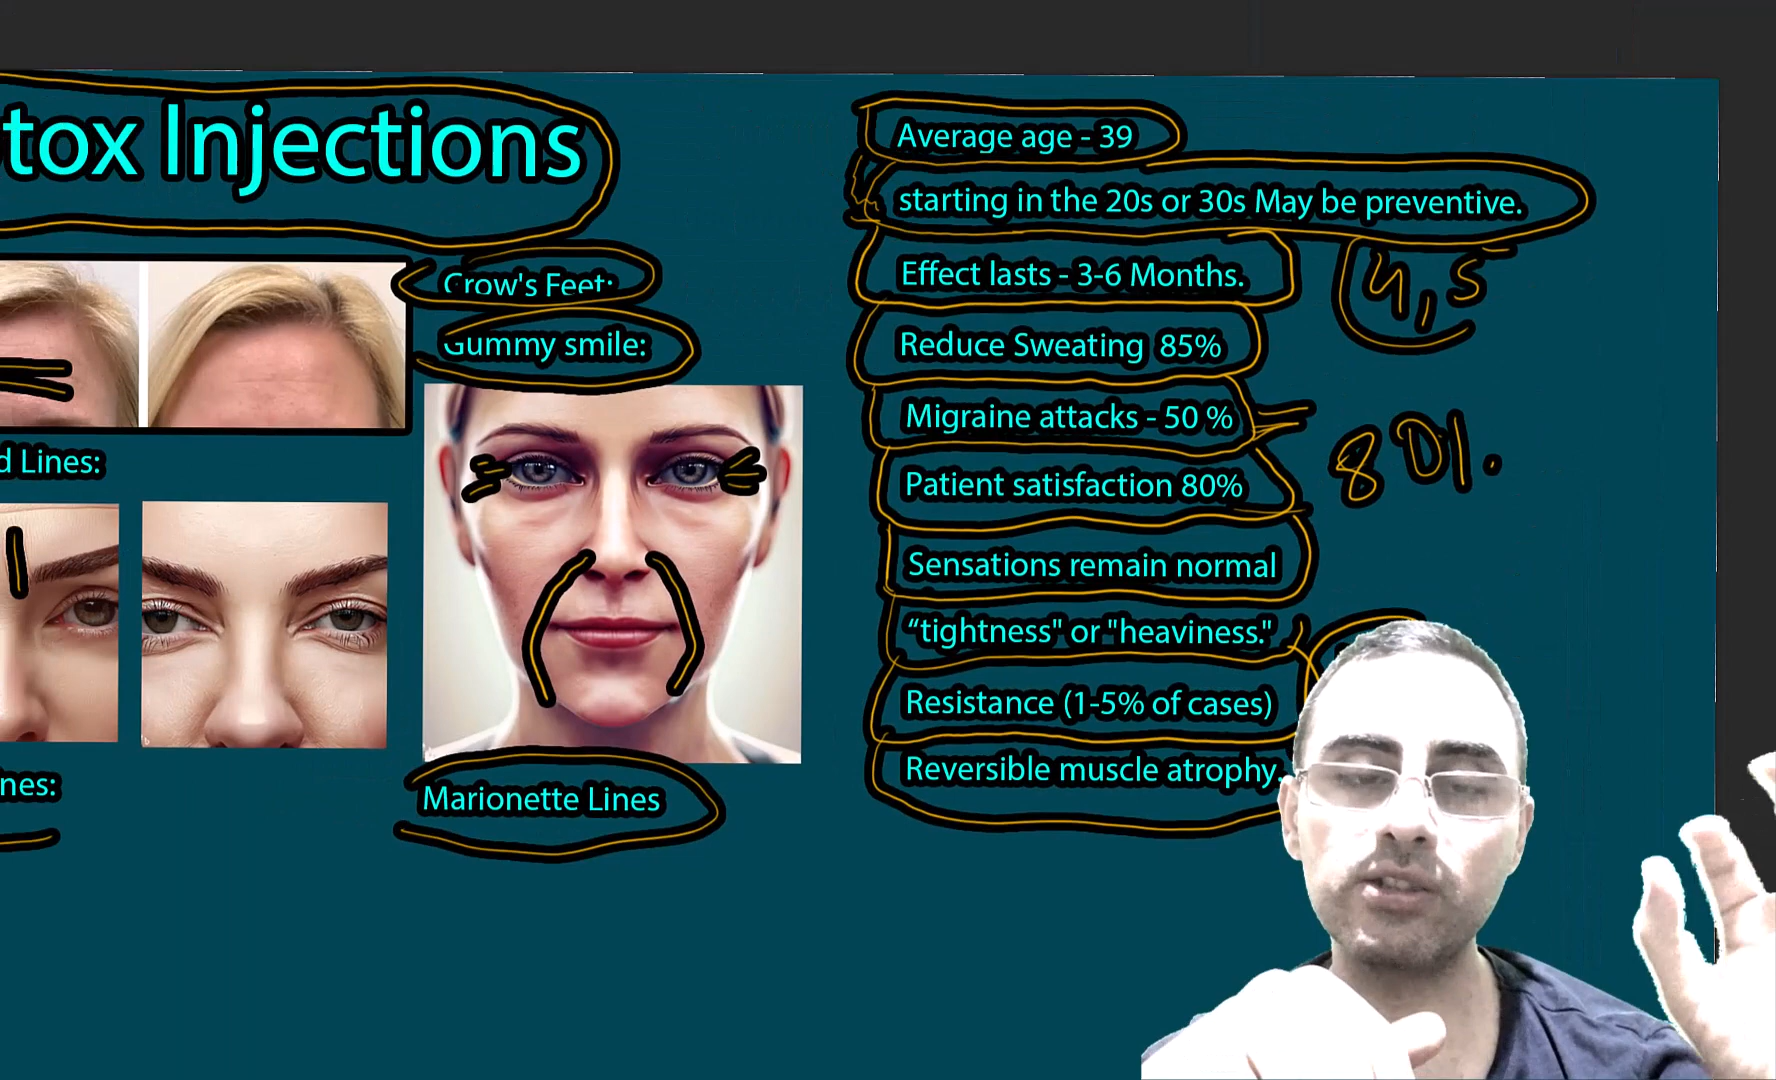 tox Injections
Crow's Feet:
Gummy smile:
d Lines:
nes:
Marionette Lines
Average age - 39
starting in the 20s or 30s May be preventive.
Effect lasts - 3-6 Months.
4,5
Reduce Sweating 85%
Migraine attacks - 50 %
80%.
Patient satisfaction 80%
Sensations remain normal
“tightness" or "heaviness."
Resistance (1-5% of cases)
Reversible muscle atrophy.